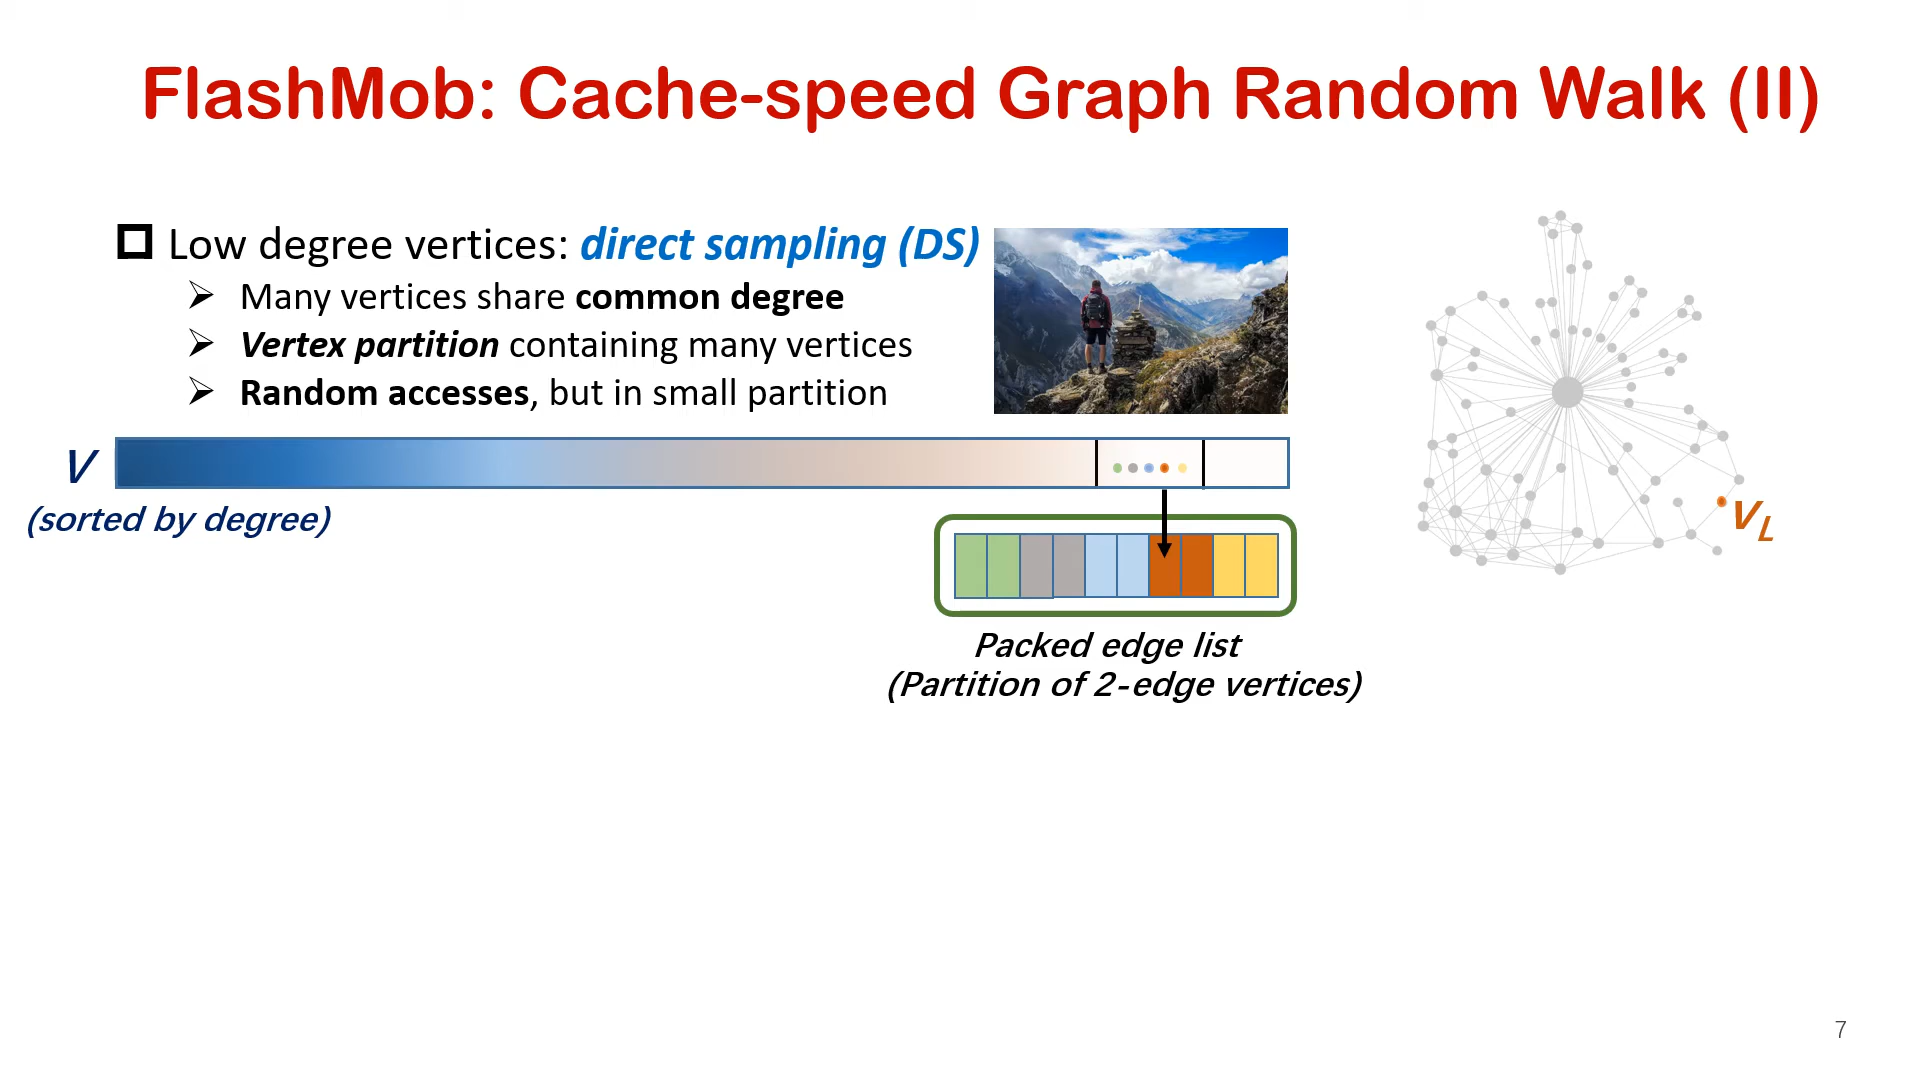 FlashMob: Cache-speed Graph Random Walk (II)
Low degree vertices: direct sampling (DS)
Many vertices share common degree
Vertex partition containing many vertices
Random accesses, but in small partition
V
(sorted by degree)
VL
Packed edge list
(Partition of 2-edge vertices)
7